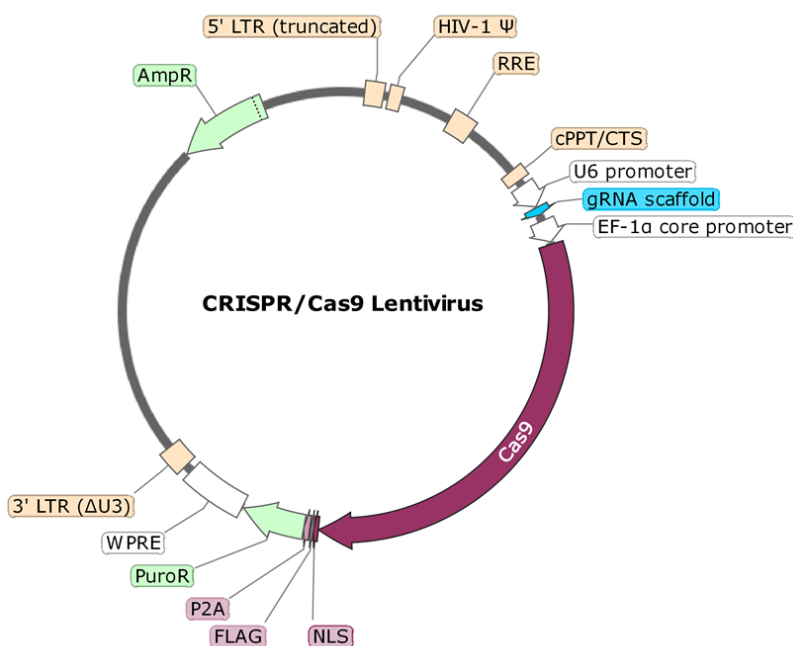 5' LTR (truncated)
HIV-1 Ψ
AmpR
RRE
cPPT/CTS
U6 promoter
gRNA scaffold
EF-1α core promoter
CRISPR/Cas9 Lentivirus
Cas9
3' LTR (ΔU3)
WPRE
PuroR
P2A
FLAG
NLS